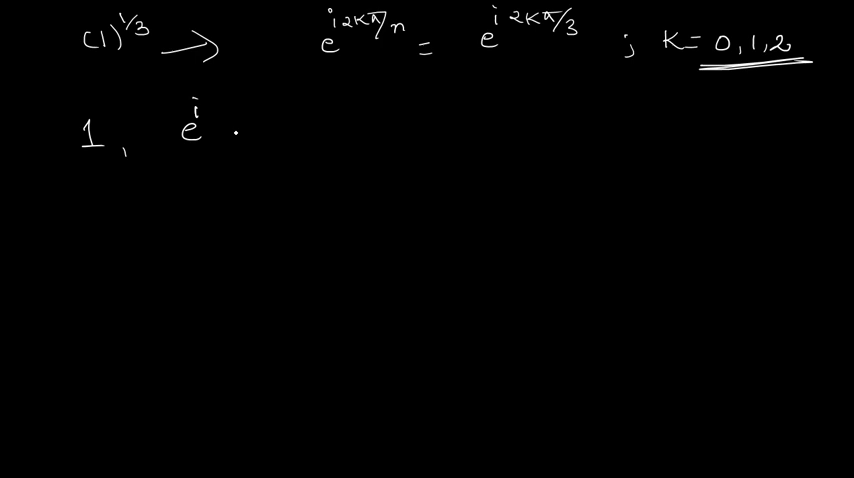 (1)^{1/3} → e^{i2Kπ/n} = e^{i2Kπ/3} ; K = 0, 1, 2
1, e^{i}